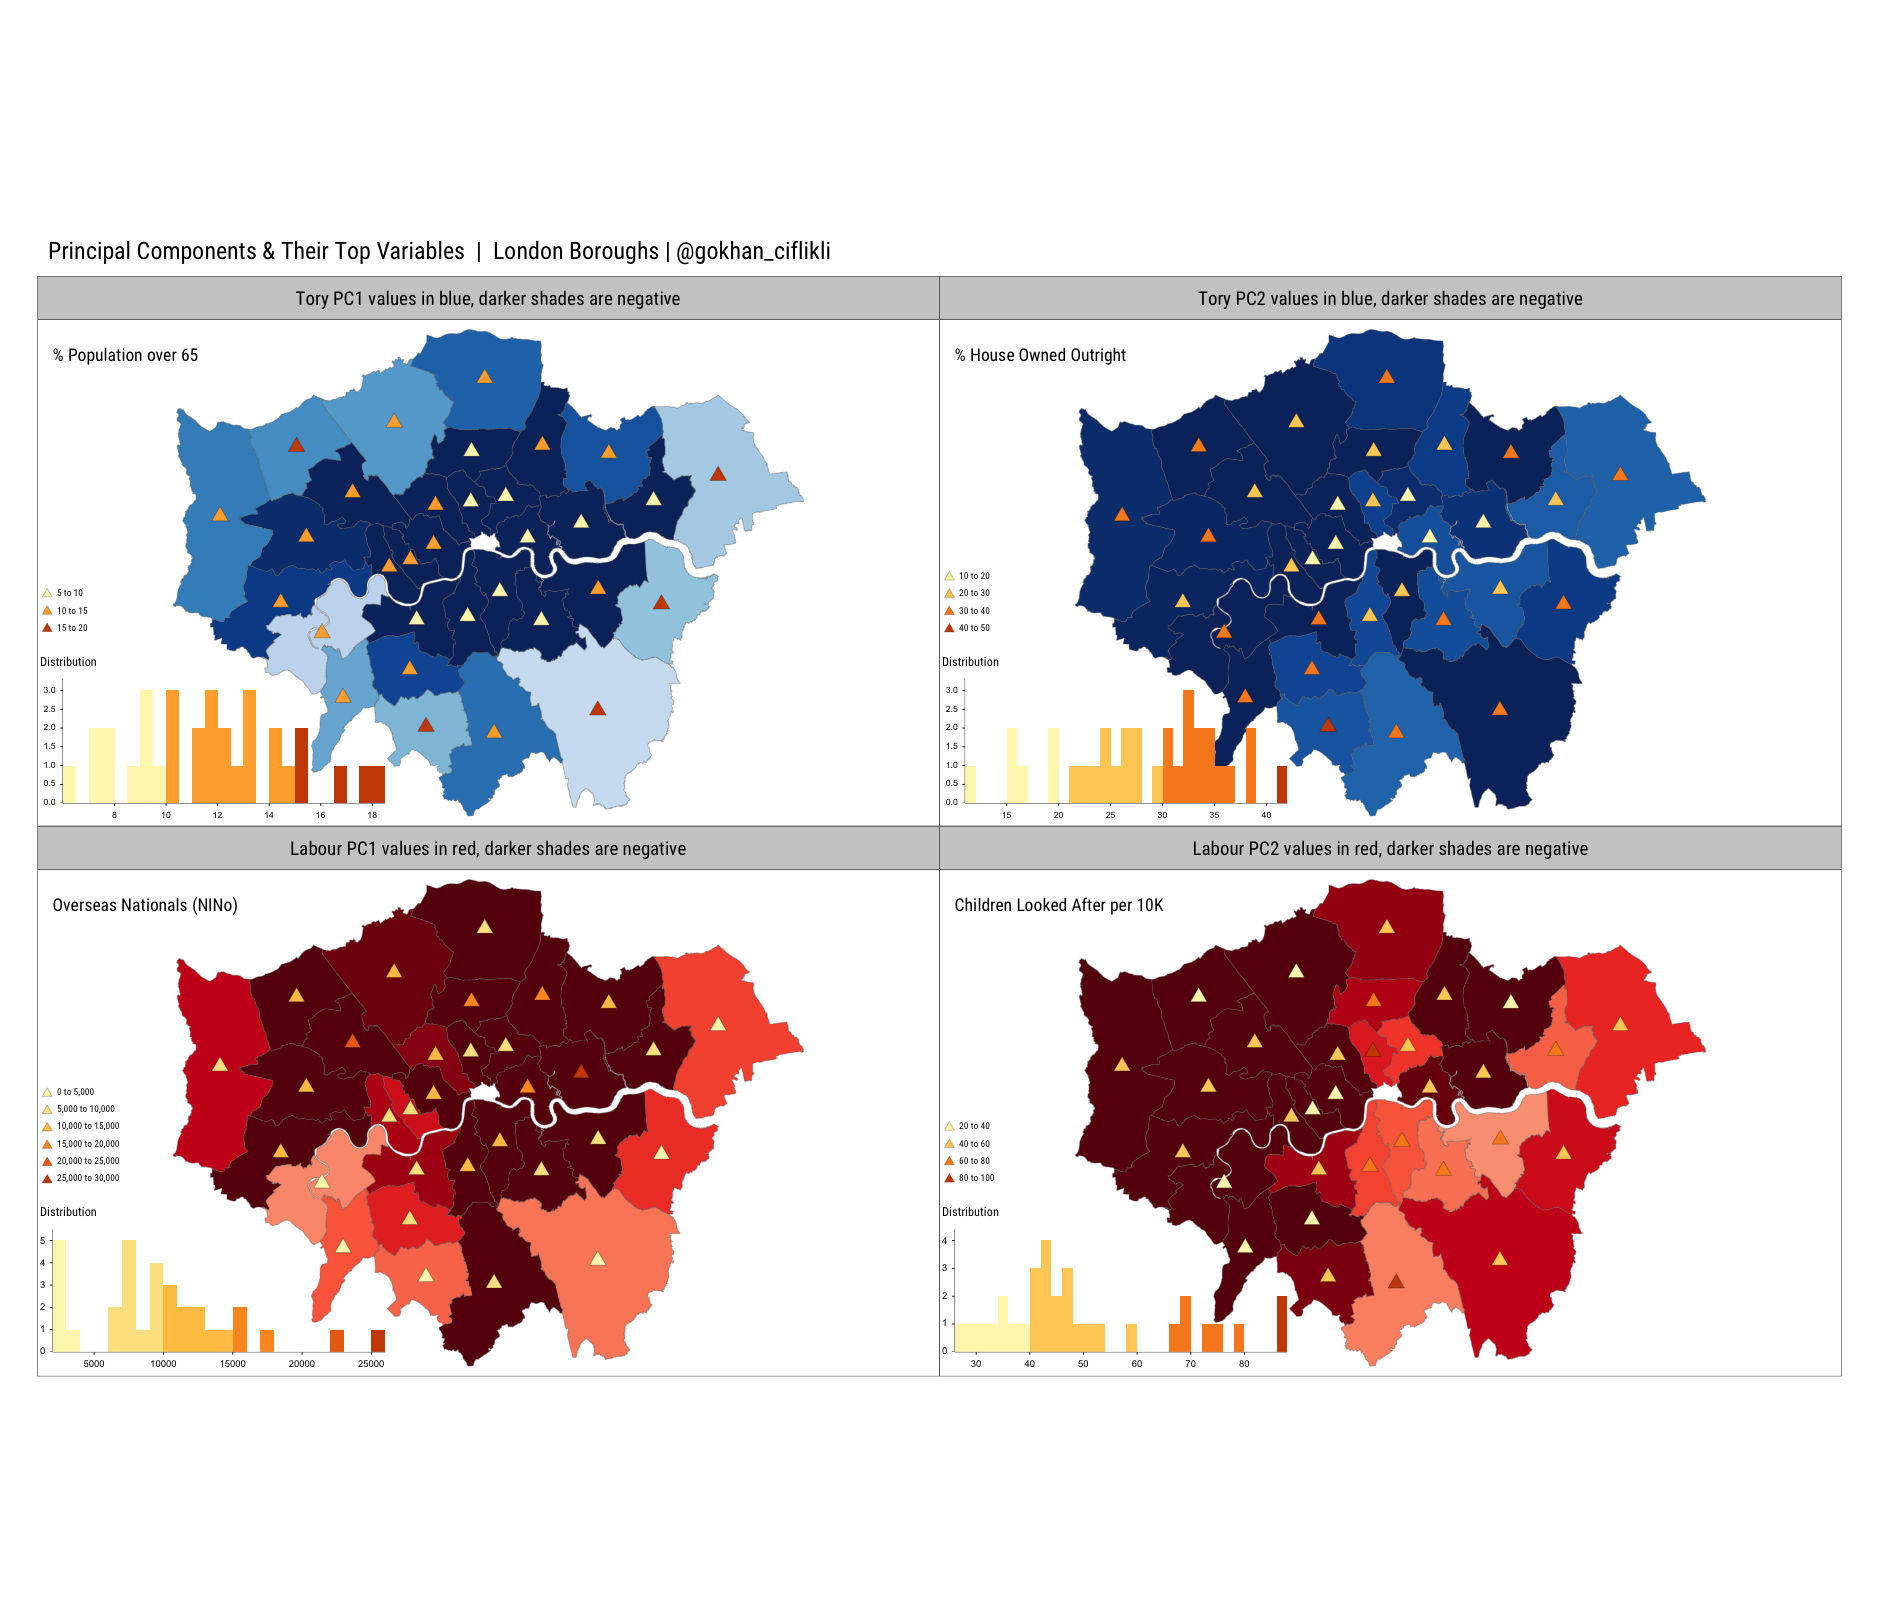 Principal Components & Their Top Variables | London Boroughs | @gokhan_ciflikli
Tory PC1 values in blue, darker shades are negative
% Population over 65
5 to 10
10 to 15
15 to 20
Distribution
3.0
2.5
2.0
1.5
1.0
0.5
0.0
8 10 12 14 16 18
Tory PC2 values in blue, darker shades are negative
% House Owned Outright
10 to 20
20 to 30
30 to 40
40 to 50
Distribution
3.0
2.5
2.0
1.5
1.0
0.5
0.0
15 20 25 30 35 40
Labour PC1 values in red, darker shades are negative
Overseas Nationals (NINo)
0 to 5,000
5,000 to 10,000
10,000 to 15,000
15,000 to 20,000
20,000 to 25,000
25,000 to 30,000
Distribution
5
4
3
2
1
0
5000 10000 15000 20000 25000
Labour PC2 values in red, darker shades are negative
Children Looked After per 10K
20 to 40
40 to 60
60 to 80
80 to 100
Distribution
4
3
2
1
0
30 40 50 60 70 80